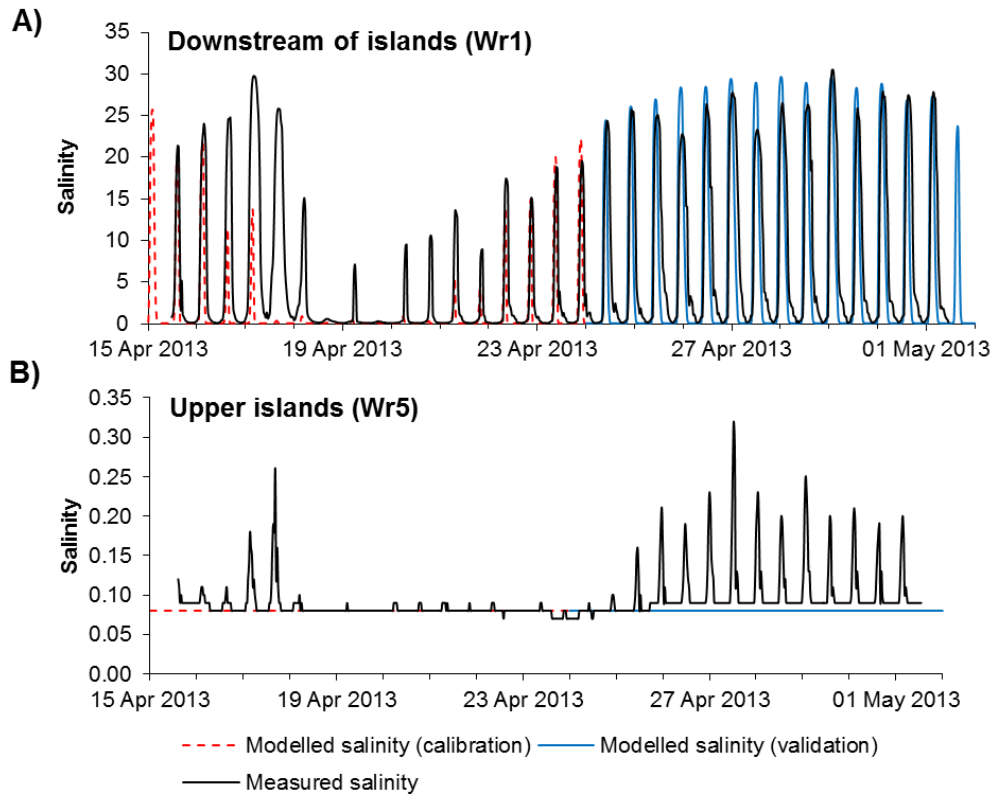 A)
Downstream of islands (Wr1)
Salinity
35
30
25
20
15
10
5
0
15 Apr 2013 19 Apr 2013 23 Apr 2013 27 Apr 2013 01 May 2013
B)
Upper islands (Wr5)
Salinity
0.35
0.30
0.25
0.20
0.15
0.10
0.05
0.00
15 Apr 2013 19 Apr 2013 23 Apr 2013 27 Apr 2013 01 May 2013
Modelled salinity (calibration) Modelled salinity (validation)
Measured salinity